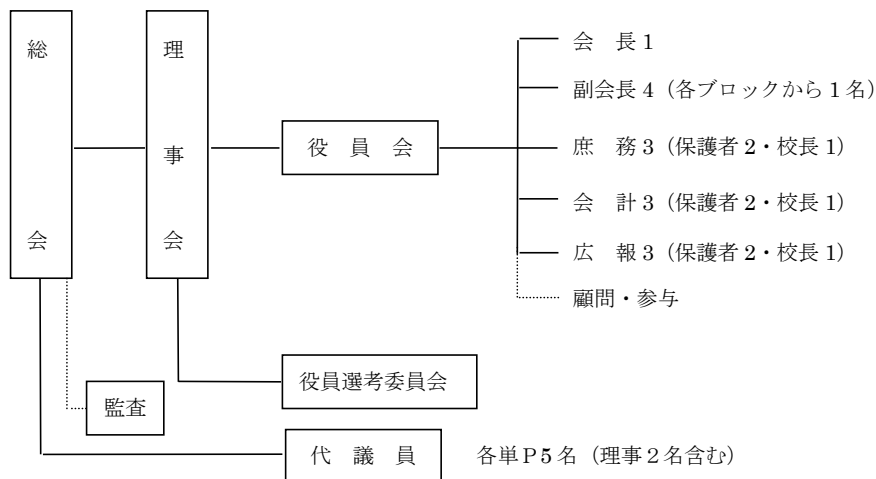 総会
理事会
役員会
会長1
副会長4（各ブロックから1名）
庶務3（保護者2・校長1）
会計3（保護者2・校長1）
広報3（保護者2・校長1）
顧問・参与
役員選考委員会
監査
代議員
各単P5名（理事2名含む）